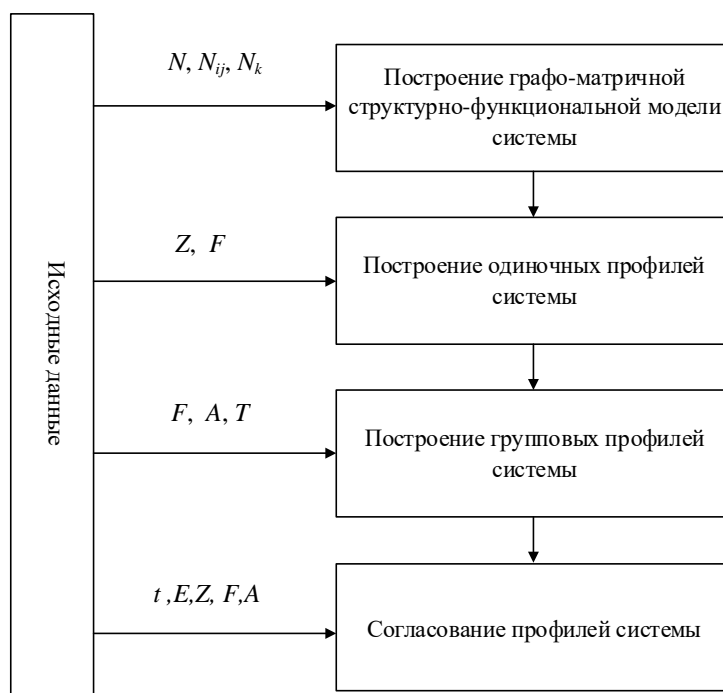 Исходные данные
N, Nij, Nk
Построение графо-матричной
структурно-функциональной модели
системы
Z, F
Построение одиночных профилей
системы
F, A, T
Построение групповых профилей
системы
t ,E,Z, F,A
Согласование профилей системы